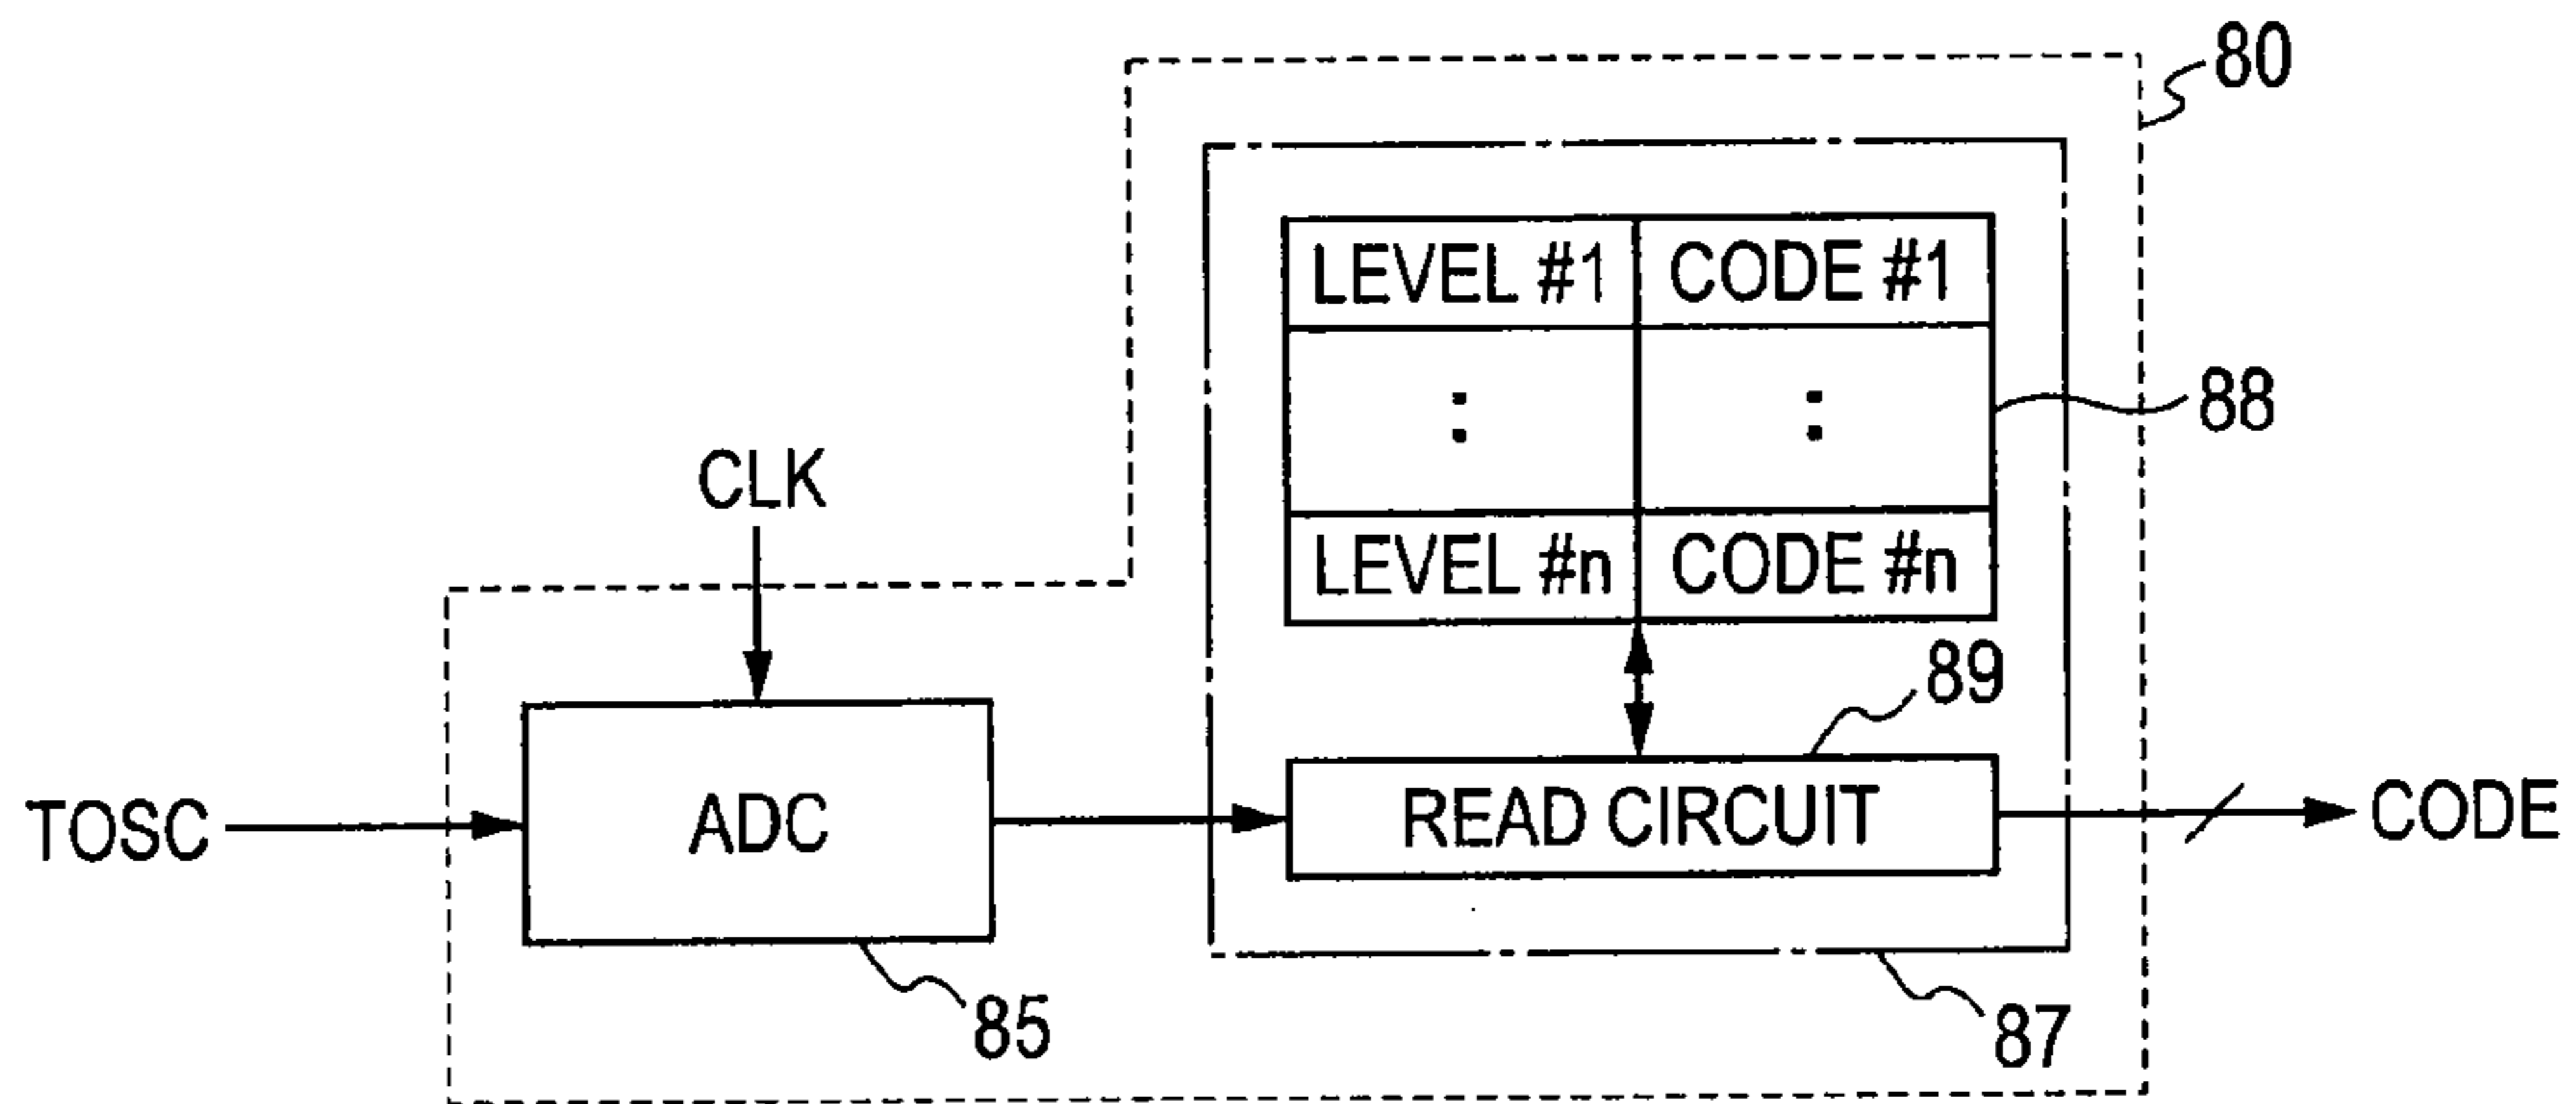 80
LEVEL #1 CODE #1
: :
88
CLK
LEVEL #n CODE #n
89
TOSC ADC READ CIRCUIT CODE
85
87